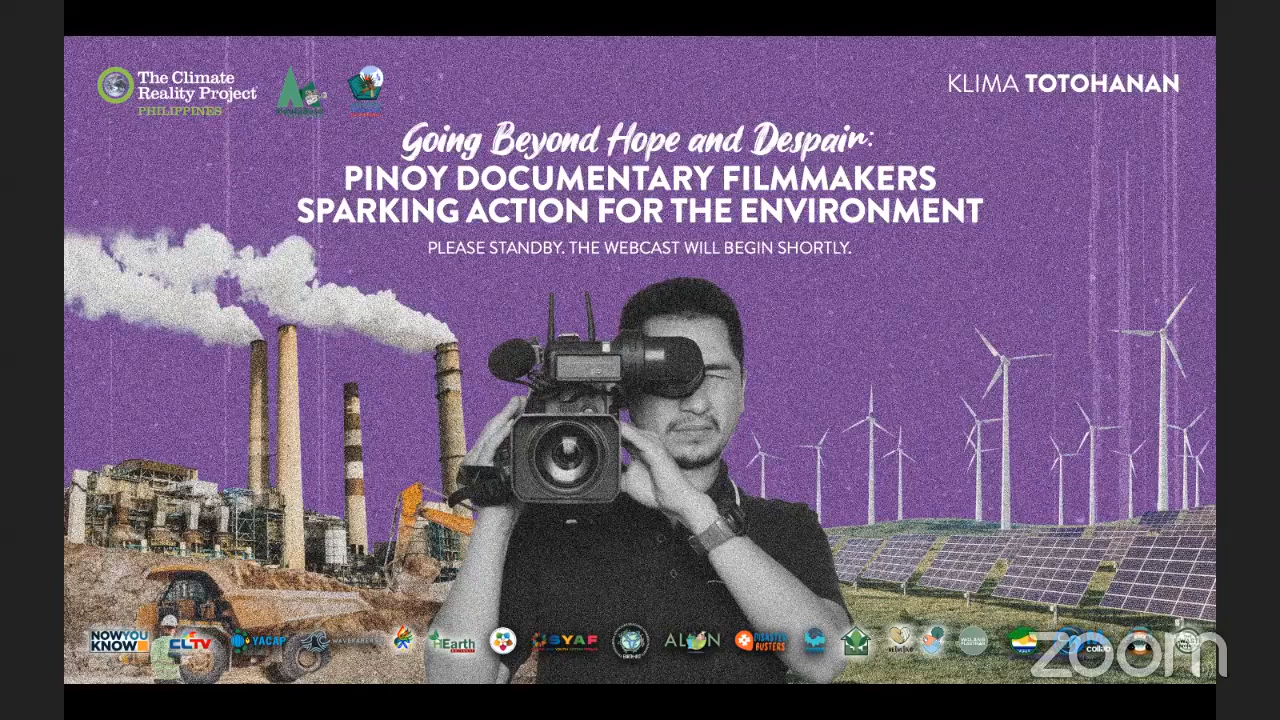 The Climate
Reality Project
PHILIPPINES
KLIMA TOTOHANAN
Going Beyond Hope and Despair:
PINOY DOCUMENTARY FILMMAKERS
SPARKING ACTION FOR THE ENVIRONMENT
PLEASE STANDBY. THE WEBCAST WILL BEGIN SHORTLY.
NOW YOU
KNOW
CLTV
YACAP
Earth
SYAF
DISASTER
BUSTERS
collab
zoom